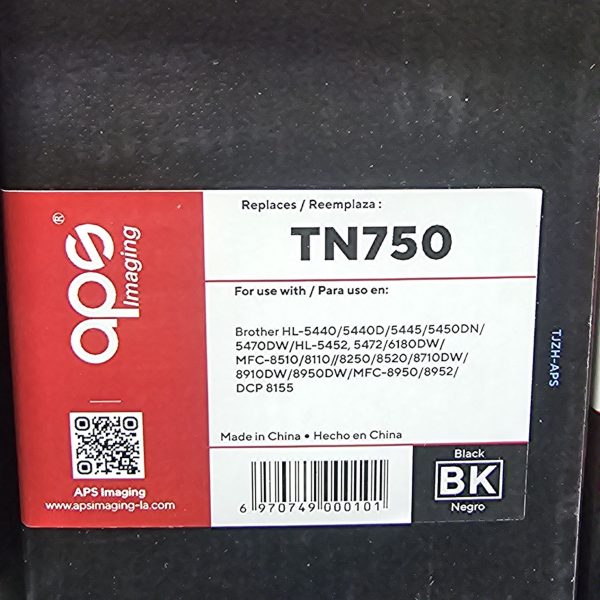 aps®
Imaging
APS Imaging
www.apsimaging-la.com
Replaces / Reemplaza :
TN750
For use with / Para uso en:
Brother HL-5440/5440D/5445/5450DN/
5470DW/HL-5452, 5472/6180DW/
MFC-8510/8110//8250/8520/8710DW/
8910DW/8950DW/MFC-8950/8952/
DCP 8155
Made in China • Hecho en China
6 970749 000101
Black
BK
Negro
TJZH-APS